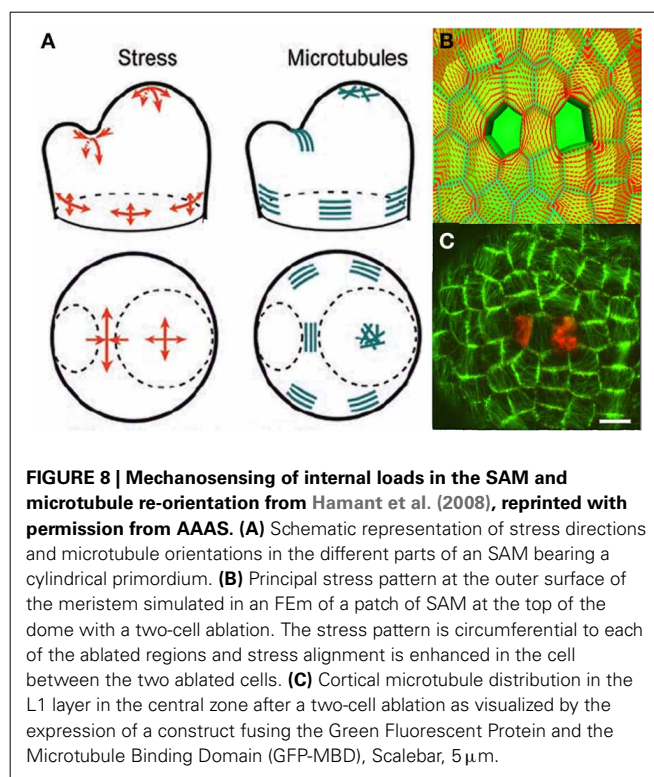 A
Stress
Microtubules
B
C
FIGURE 8 | Mechanosensing of internal loads in the SAM and
microtubule re-orientation from Hamant et al. (2008), reprinted with
permission from AAAS. (A) Schematic representation of stress directions
and microtubule orientations in the different parts of an SAM bearing a
cylindrical primordium. (B) Principal stress pattern at the outer surface of
the meristem simulated in an FEm of a patch of SAM at the top of the
dome with a two-cell ablation. The stress pattern is circumferential to each
of the ablated regions and stress alignment is enhanced in the cell
between the two ablated cells. (C) Cortical microtubule distribution in the
L1 layer in the central zone after a two-cell ablation as visualized by the
expression of a construct fusing the Green Fluorescent Protein and the
Microtubule Binding Domain (GFP-MBD), Scalebar, 5 μm.